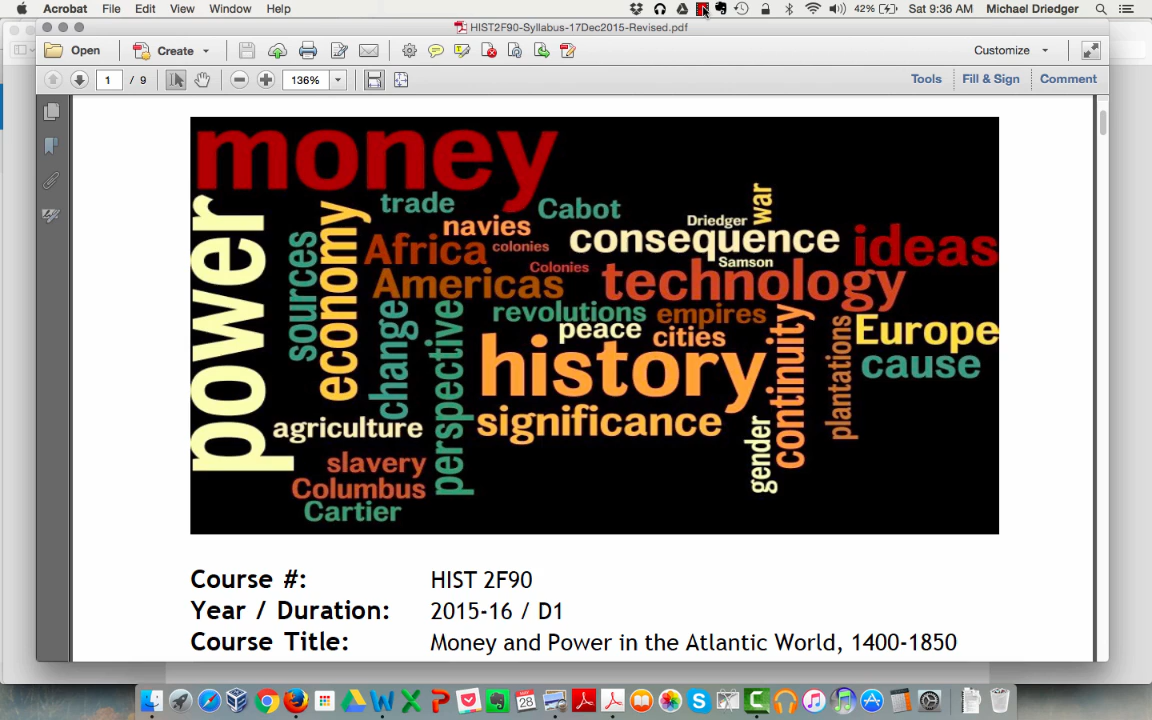 Acrobat File Edit View Window Help 42% Sat 9:36 AM Michael Driedger
HIST2F90-Syllabus-17Dec2015-Revised.pdf
Open Create Customize
1 / 9 136% Tools Fill & Sign Comment
money
power
sources
economy
trade
Cabot
navies
Africa
colonies
Colonies
Americas
Driedger
war
consequence
Samson
ideas
technology
revolutions
empires
peace
cities
change
perspective
history
continuity
plantations
Europe
cause
agriculture
significance
gender
slavery
Columbus
Cartier
Course #: HIST 2F90
Year / Duration: 2015-16 / D1
Course Title: Money and Power in the Atlantic World, 1400-1850
28